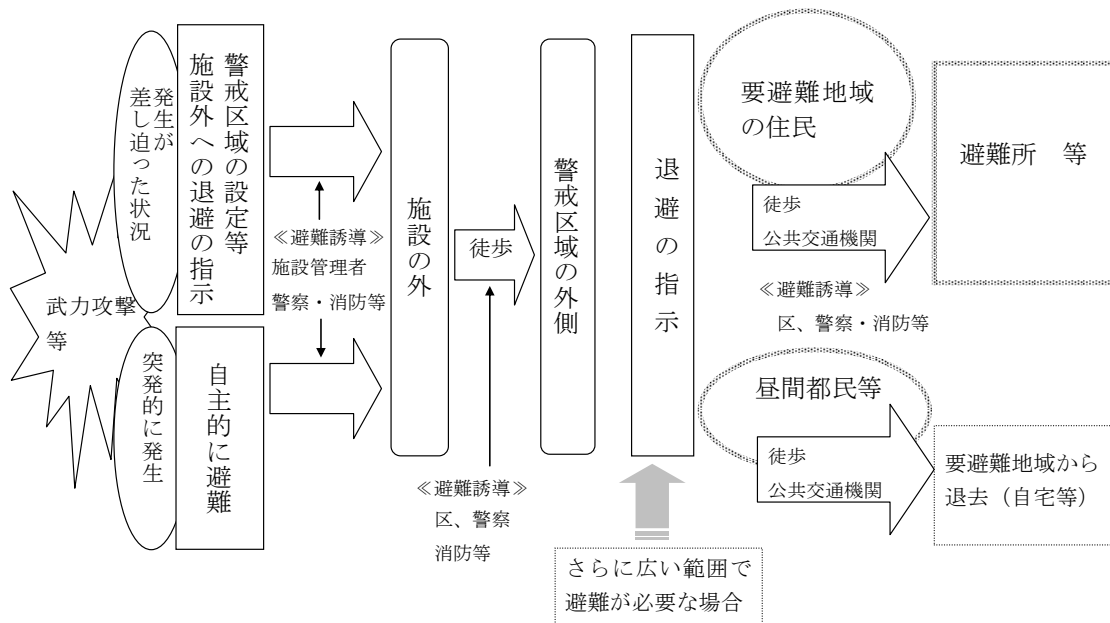 武力攻撃
等
発生が
差し迫った状況
警戒区域の設定等
施設外への退避の指示
突発的に発生
自主的に避難
≪避難誘導≫
施設管理者
警察・消防等
施設の外
徒歩
≪避難誘導≫
区、警察
消防等
警戒区域の外側
退避の指示
さらに広い範囲で
避難が必要な場合
要避難地域
の住民
徒歩
公共交通機関
≪避難誘導≫
区、警察・消防等
避難所　等
昼間都民等
徒歩
公共交通機関
要避難地域から
退去（自宅等）